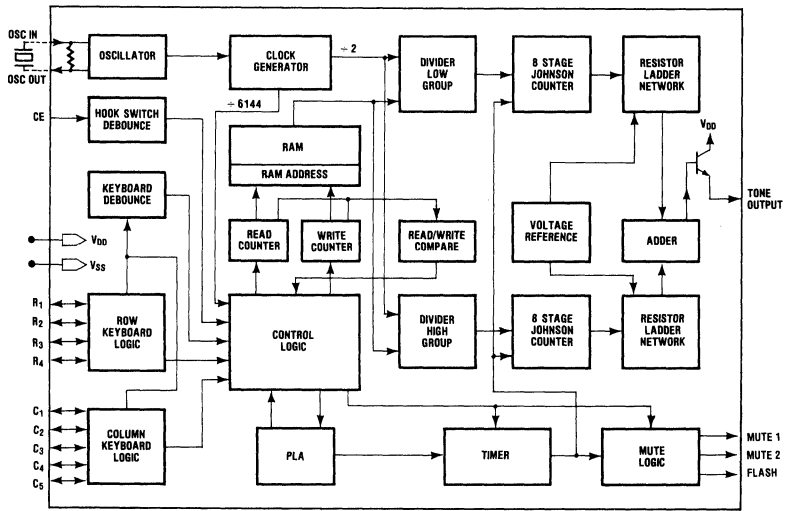 OSC IN
OSC OUT
OSCILLATOR
CLOCK
GENERATOR
÷ 2
÷ 6144
DIVIDER
LOW
GROUP
8 STAGE
JOHNSON
COUNTER
RESISTOR
LADDER
NETWORK
CE
HOOK SWITCH
DEBOUNCE
RAM
RAM ADDRESS
VDD
TONE
OUTPUT
KEYBOARD
DEBOUNCE
READ
COUNTER
WRITE
COUNTER
READ/WRITE
COMPARE
VOLTAGE
REFERENCE
ADDER
VDD
VSS
R1
R2
R3
R4
ROW
KEYBOARD
LOGIC
CONTROL
LOGIC
DIVIDER
HIGH
GROUP
8 STAGE
JOHNSON
COUNTER
RESISTOR
LADDER
NETWORK
C1
C2
C3
C4
C5
COLUMN
KEYBOARD
LOGIC
PLA
TIMER
MUTE
LOGIC
MUTE 1
MUTE 2
FLASH